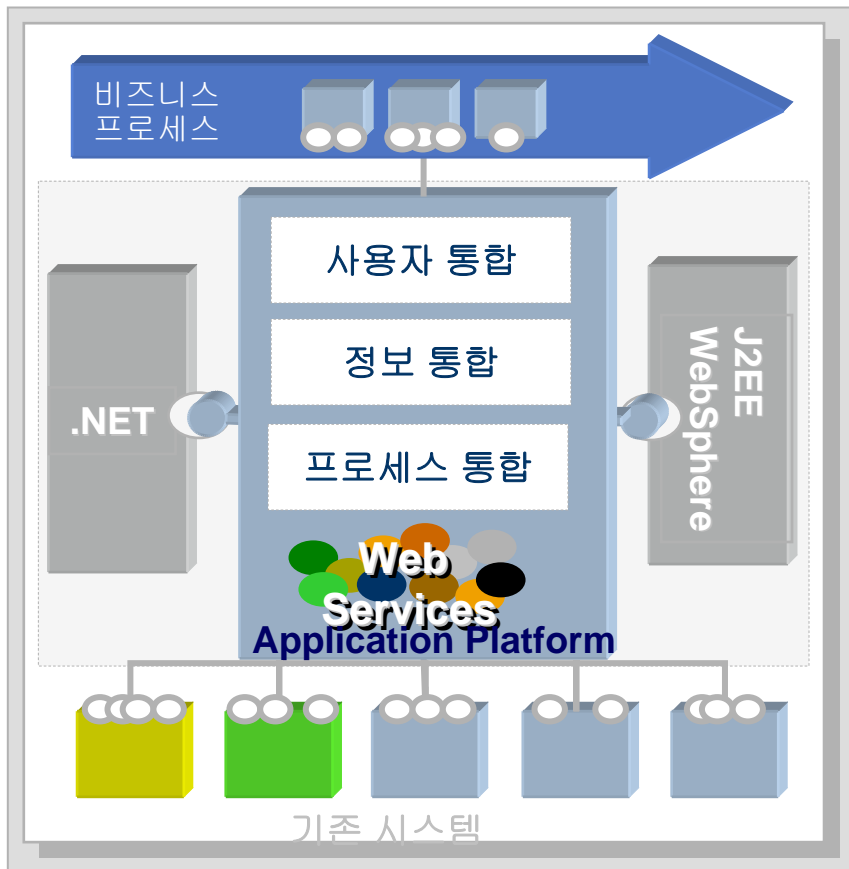 비즈니스
프로세스
사용자 통합
정보 통합
프로세스 통합
.NET
J2EE
WebSphere
Web
Services
Application Platform
기존 시스템